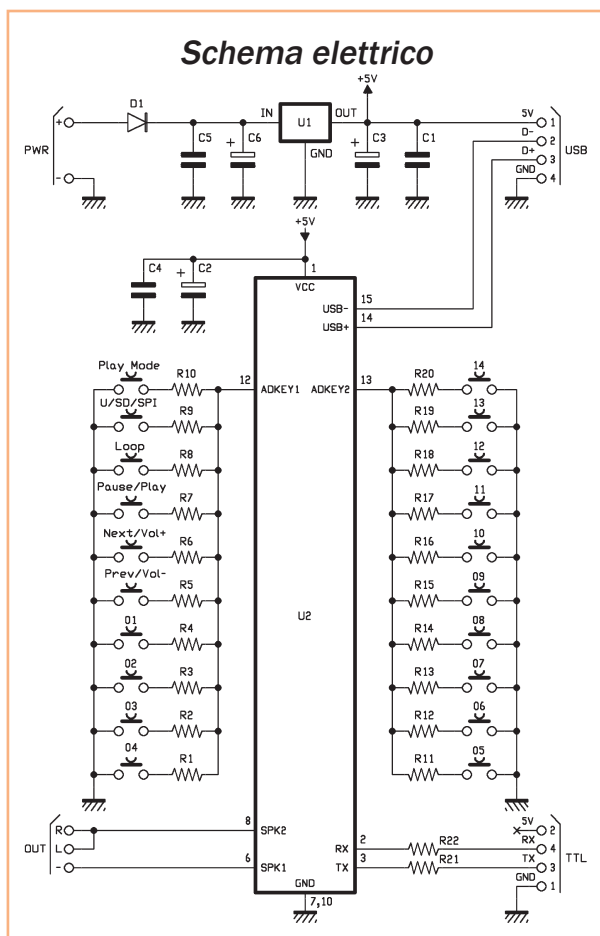 Schema elettrico
+5V
D1
IN
OUT
U1
GND
+
C5
+
C6
+
C3
C1
5V
1
D-
2
D+
3
GND
4
PWR
-
USB
+5V
C4
+
C2
1
VCC
USB-
15
USB+
14
Play Mode
R10
12
ADKEY1
ADKEY2
13
R20
14
U/SD/SPI
R9
R19
13
Loop
R8
R18
12
Pause/Play
R7
R17
11
Next/Vol+
R6
R16
10
Prev/Vol-
R5
R15
09
U2
01
R4
R14
08
02
R3
R13
07
03
R2
R12
06
04
R1
R11
05
OUT
R
L
-
8
SPK2
6
SPK1
RX
2
R22
TX
3
R21
GND
7,10
5V
2
RX
4
TX
3
GND
1
TTL